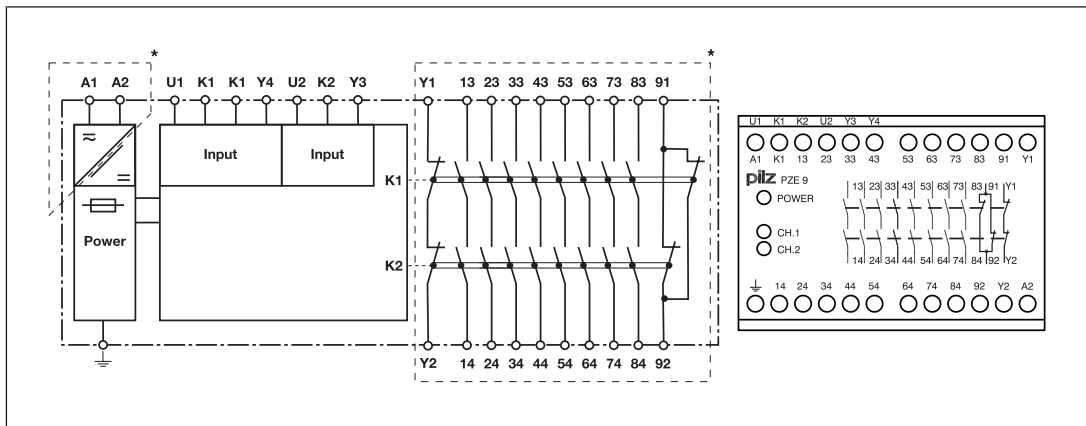 *
*
A1 A2 U1 K1 K1 Y4 U2 K2 Y3 Y1 13 23 33 43 53 63 73 83 91
Input Input
K1
Power
K2
Y2 14 24 34 44 54 64 74 84 92
U1 K1 K2 U2 Y3 Y4
A1 K1 13 23 33 43 53 63 73 83 91 Y1
pilz PZE 9
POWER
CH.1
CH.2
13 23 33 43 53 63 73 83 91 Y1
14 24 34 44 54 64 74 84 92 Y2
14 24 34 44 54 64 74 84 92 Y2 A2